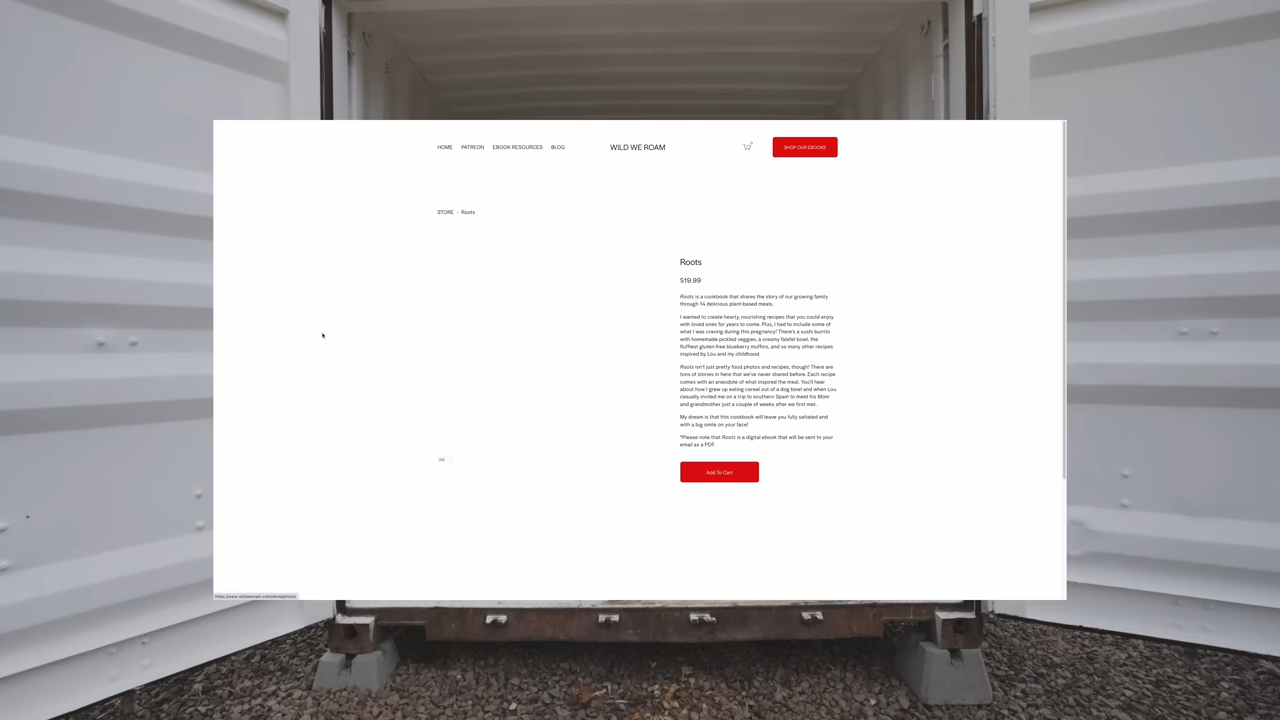 HOME PATREON EBOOK RESOURCES BLOG WILD WE ROAM SHOP OUR EBOOKS
STORE › Roots
Roots
$19.99
Roots is a cookbook that shares the story of our growing family
through 14 delicious plant-based meals.
I wanted to create hearty, nourishing recipes that you could enjoy
with loved ones for years to come. Plus, I had to include some of
what I was craving during this pregnancy! There's a sushi burrito
with homemade pickled veggies, a creamy falafel bowl, the
fluffiest gluten-free blueberry muffins, and so many other recipes
inspired by Lou and my childhood.
Roots isn't just pretty food photos and recipes, though! There are
tons of stories in here that we've never shared before. Each recipe
comes with an anecdote of what inspired the meal. You'll hear
about how I grew up eating cereal out of a dog bowl and when Lou
casually invited me on a trip to southern Spain to meet his Mom
and grandmother just a couple of weeks after we first met.
My dream is that this cookbook will leave you fully satiated and
with a big smile on your face!
*Please note that Roots is a digital ebook that will be sent to your
email as a PDF.
Add To Cart
https://www.wildweroam.com/store/p/roots